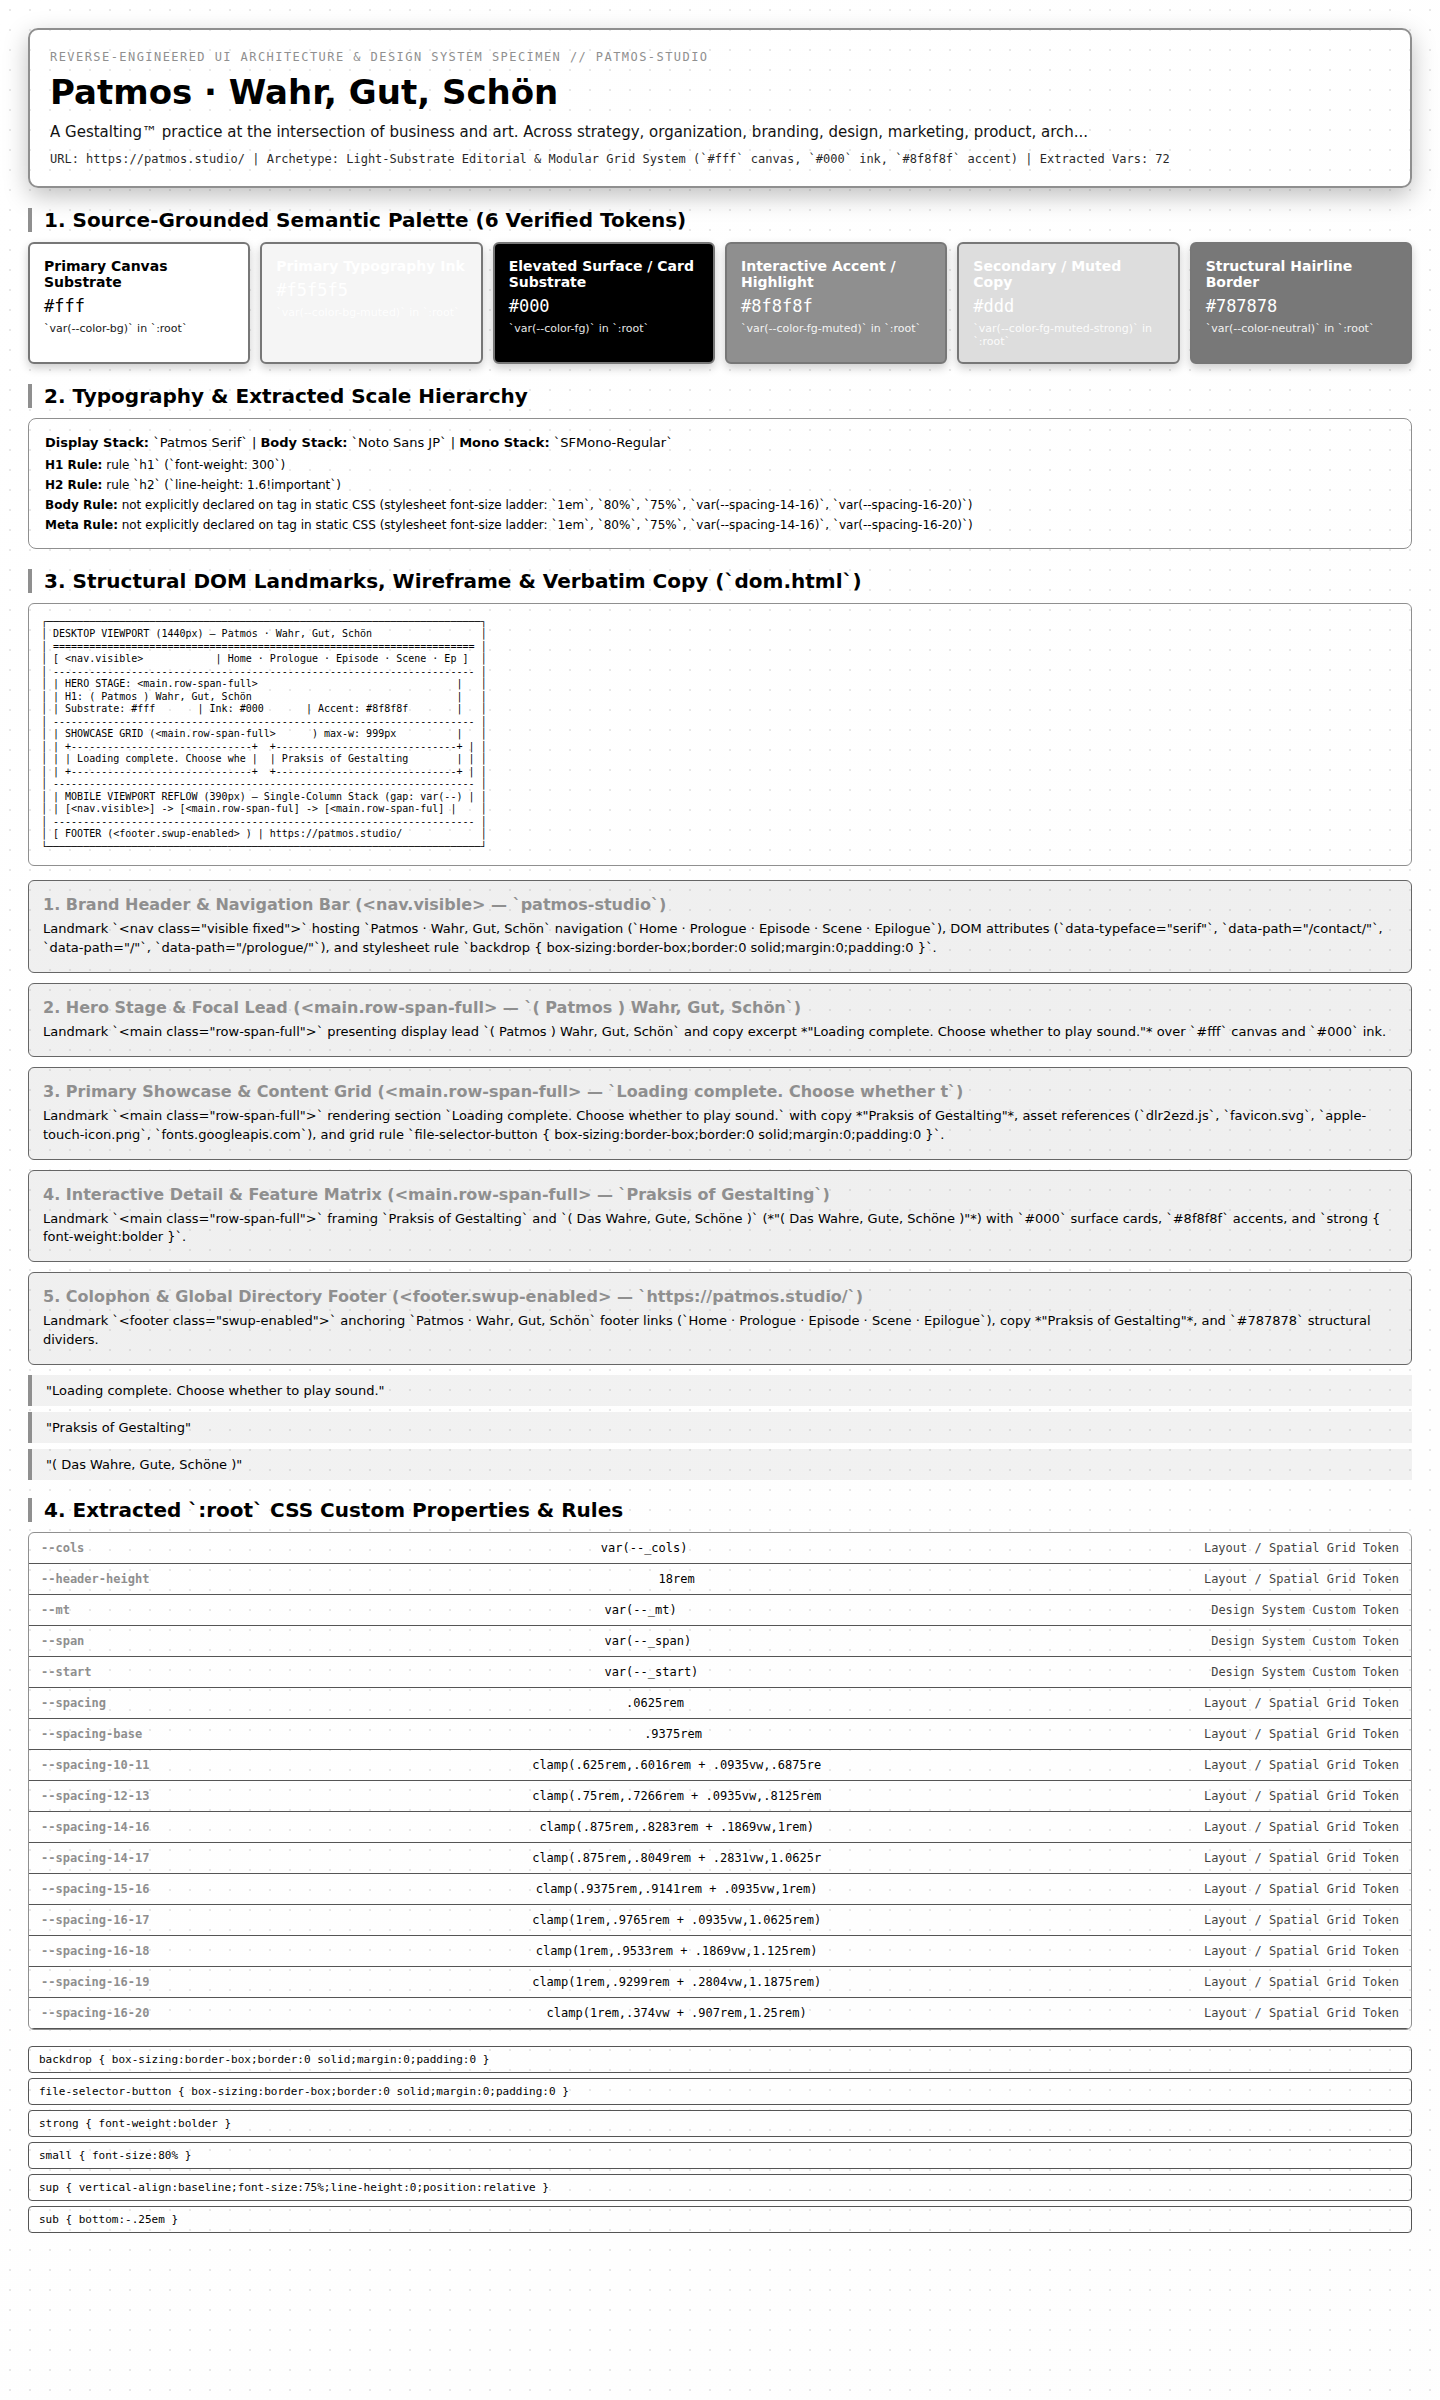 REVERSE-ENGINEERED UI ARCHITECTURE & DESIGN SYSTEM SPECIMEN // PATMOS-STUDIO
Patmos · Wahr, Gut, Schön
A Gestalting™ practice at the intersection of business and art. Across strategy, organization, branding, design, marketing, product, arch...
URL: https://patmos.studio/ | Archetype: Light-Substrate Editorial & Modular Grid System (`#fff` canvas, `#000` ink, `#8f8f8f` accent) | Extracted Vars: 72
1. Source-Grounded Semantic Palette (6 Verified Tokens)
Primary Canvas
Substrate
#fff
`var(--color-bg)` in `:root`
Primary Typography Ink
#f5f5f5
Elevated Surface / Card
Substrate
#000
`var(--color-fg)` in `:root`
Interactive Accent /
Highlight
#8f8f8f
`var(--color-fg-muted)` in `:root`
Secondary / Muted
Copy
#ddd
`var(--color-fg-muted-strong)` in
`:root`
Structural Hairline
Border
#787878
`var(--color-neutral)` in `:root`
2. Typography & Extracted Scale Hierarchy
Display Stack: `Patmos Serif` | Body Stack: `Noto Sans JP` | Mono Stack: `SFMono-Regular`
H1 Rule: rule `h1` (`font-weight: 300`)
H2 Rule: rule `h2` (`line-height: 1.6!important`)
Body Rule: not explicitly declared on tag in static CSS (stylesheet font-size ladder: `1em`, `80%`, `75%`, `var(--spacing-14-16)`, `var(--spacing-16-20)`)
Meta Rule: not explicitly declared on tag in static CSS (stylesheet font-size ladder: `1em`, `80%`, `75%`, `var(--spacing-14-16)`, `var(--spacing-16-20)`)
3. Structural DOM Landmarks, Wireframe & Verbatim Copy (`dom.html`)
DESKTOP VIEWPORT (1440px) — Patmos · Wahr, Gut, Schön
======================================================================
[ <nav.visible> | Home · Prologue · Episode · Scene · Ep ]
----------------------------------------------------------------------
| HERO STAGE: <main.row-span-full> |
| H1: ( Patmos ) Wahr, Gut, Schön |
| Substrate: #fff | Ink: #000 | Accent: #8f8f8f |
----------------------------------------------------------------------
| SHOWCASE GRID (<main.row-span-full> ) max-w: 999px |
| +------------------------------+ +------------------------------+ |
| | Loading complete. Choose whe | | Praksis of Gestalting | |
| +------------------------------+ +------------------------------+ |
----------------------------------------------------------------------
| MOBILE VIEWPORT REFLOW (390px) — Single-Column Stack (gap: var(--) |
| [<nav.visible>] -> [<main.row-span-ful] -> [<main.row-span-ful] |
----------------------------------------------------------------------
[ FOOTER (<footer.swup-enabled> ) | https://patmos.studio/
1. Brand Header & Navigation Bar (<nav.visible> — `patmos-studio`)
Landmark `<nav class="visible fixed">` hosting `Patmos · Wahr, Gut, Schön` navigation (`Home · Prologue · Episode · Scene · Epilogue`), DOM attributes (`data-typeface="serif"`, `data-path="/contact/"`,
`data-path="/"`, `data-path="/prologue/"`), and stylesheet rule `backdrop { box-sizing:border-box;border:0 solid;margin:0;padding:0 }`.
2. Hero Stage & Focal Lead (<main.row-span-full> — `( Patmos ) Wahr, Gut, Schön`)
Landmark `<main class="row-span-full">` presenting display lead `( Patmos ) Wahr, Gut, Schön` and copy excerpt *"Loading complete. Choose whether to play sound."* over `#fff` canvas and `#000` ink.
3. Primary Showcase & Content Grid (<main.row-span-full> — `Loading complete. Choose whether t`)
Landmark `<main class="row-span-full">` rendering section `Loading complete. Choose whether to play sound.` with copy *"Praksis of Gestalting"*, asset references (`dlr2ezd.js`, `favicon.svg`, `apple-
touch-icon.png`, `fonts.googleapis.com`), and grid rule `file-selector-button { box-sizing:border-box;border:0 solid;margin:0;padding:0 }`.
4. Interactive Detail & Feature Matrix (<main.row-span-full> — `Praksis of Gestalting`)
Landmark `<main class="row-span-full">` framing `Praksis of Gestalting` and `( Das Wahre, Gute, Schöne )` (*"( Das Wahre, Gute, Schöne )"*) with `#000` surface cards, `#8f8f8f` accents, and `strong {
font-weight:bolder }`.
5. Colophon & Global Directory Footer (<footer.swup-enabled> — `https://patmos.studio/`)
Landmark `<footer class="swup-enabled">` anchoring `Patmos · Wahr, Gut, Schön` footer links (`Home · Prologue · Episode · Scene · Epilogue`), copy *"Praksis of Gestalting"*, and `#787878` structural
dividers.
"Loading complete. Choose whether to play sound."
"Praksis of Gestalting"
"( Das Wahre, Gute, Schöne )"
4. Extracted `:root` CSS Custom Properties & Rules
--cols var(--_cols) Layout / Spatial Grid Token
--header-height 18rem Layout / Spatial Grid Token
--mt var(--_mt) Design System Custom Token
--span var(--_span) Design System Custom Token
--start var(--_start) Design System Custom Token
--spacing .0625rem Layout / Spatial Grid Token
--spacing-base .9375rem Layout / Spatial Grid Token
--spacing-10-11 clamp(.625rem,.6016rem + .0935vw,.6875re Layout / Spatial Grid Token
--spacing-12-13 clamp(.75rem,.7266rem + .0935vw,.8125rem Layout / Spatial Grid Token
--spacing-14-16 clamp(.875rem,.8283rem + .1869vw,1rem) Layout / Spatial Grid Token
--spacing-14-17 clamp(.875rem,.8049rem + .2831vw,1.0625r Layout / Spatial Grid Token
--spacing-15-16 clamp(.9375rem,.9141rem + .0935vw,1rem) Layout / Spatial Grid Token
--spacing-16-17 clamp(1rem,.9765rem + .0935vw,1.0625rem) Layout / Spatial Grid Token
--spacing-16-18 clamp(1rem,.9533rem + .1869vw,1.125rem) Layout / Spatial Grid Token
--spacing-16-19 clamp(1rem,.9299rem + .2804vw,1.1875rem) Layout / Spatial Grid Token
--spacing-16-20 clamp(1rem,.374vw + .907rem,1.25rem) Layout / Spatial Grid Token
backdrop { box-sizing:border-box;border:0 solid;margin:0;padding:0 }
file-selector-button { box-sizing:border-box;border:0 solid;margin:0;padding:0 }
strong { font-weight:bolder }
small { font-size:80% }
sup { vertical-align:baseline;font-size:75%;line-height:0;position:relative }
sub { bottom:-.25em }